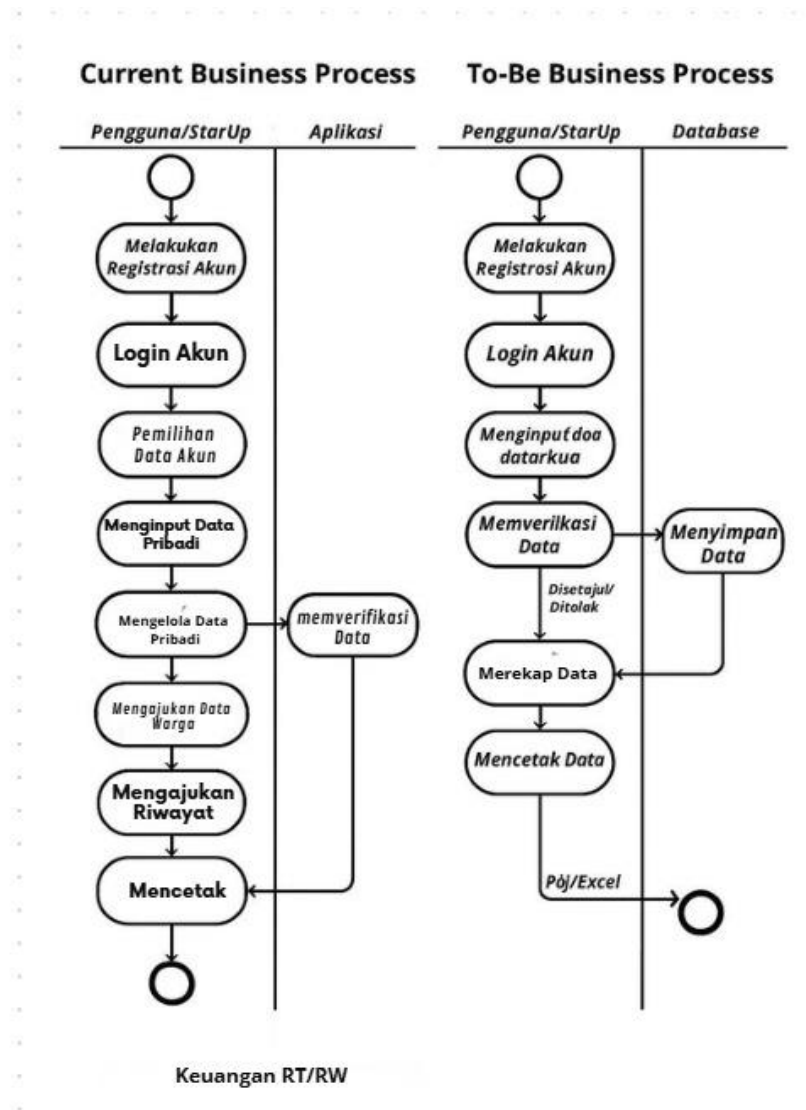 Current Business Process
Pengguna/StarUp
Aplikasi
Melakukan
Registrasi Akun
Login Akun
Pemilihan
Data Akun
Menginput Data
Pribadi
Mengelola Data
Pribadi
memverifikasi
Data
Mengajukan Data
Warga
Mengajukan
Riwayat
Mencetak
To-Be Business Process
Pengguna/StarUp
Database
Melakukan
Registrosi Akun
Login Akun
Menginput doa
datarkua
Memverilkasi
Data
Menyimpan
Data
Disetajul/
Ditolak
Merekap Data
Mencetak Data
Pòj/Excel
Keuangan RT/RW